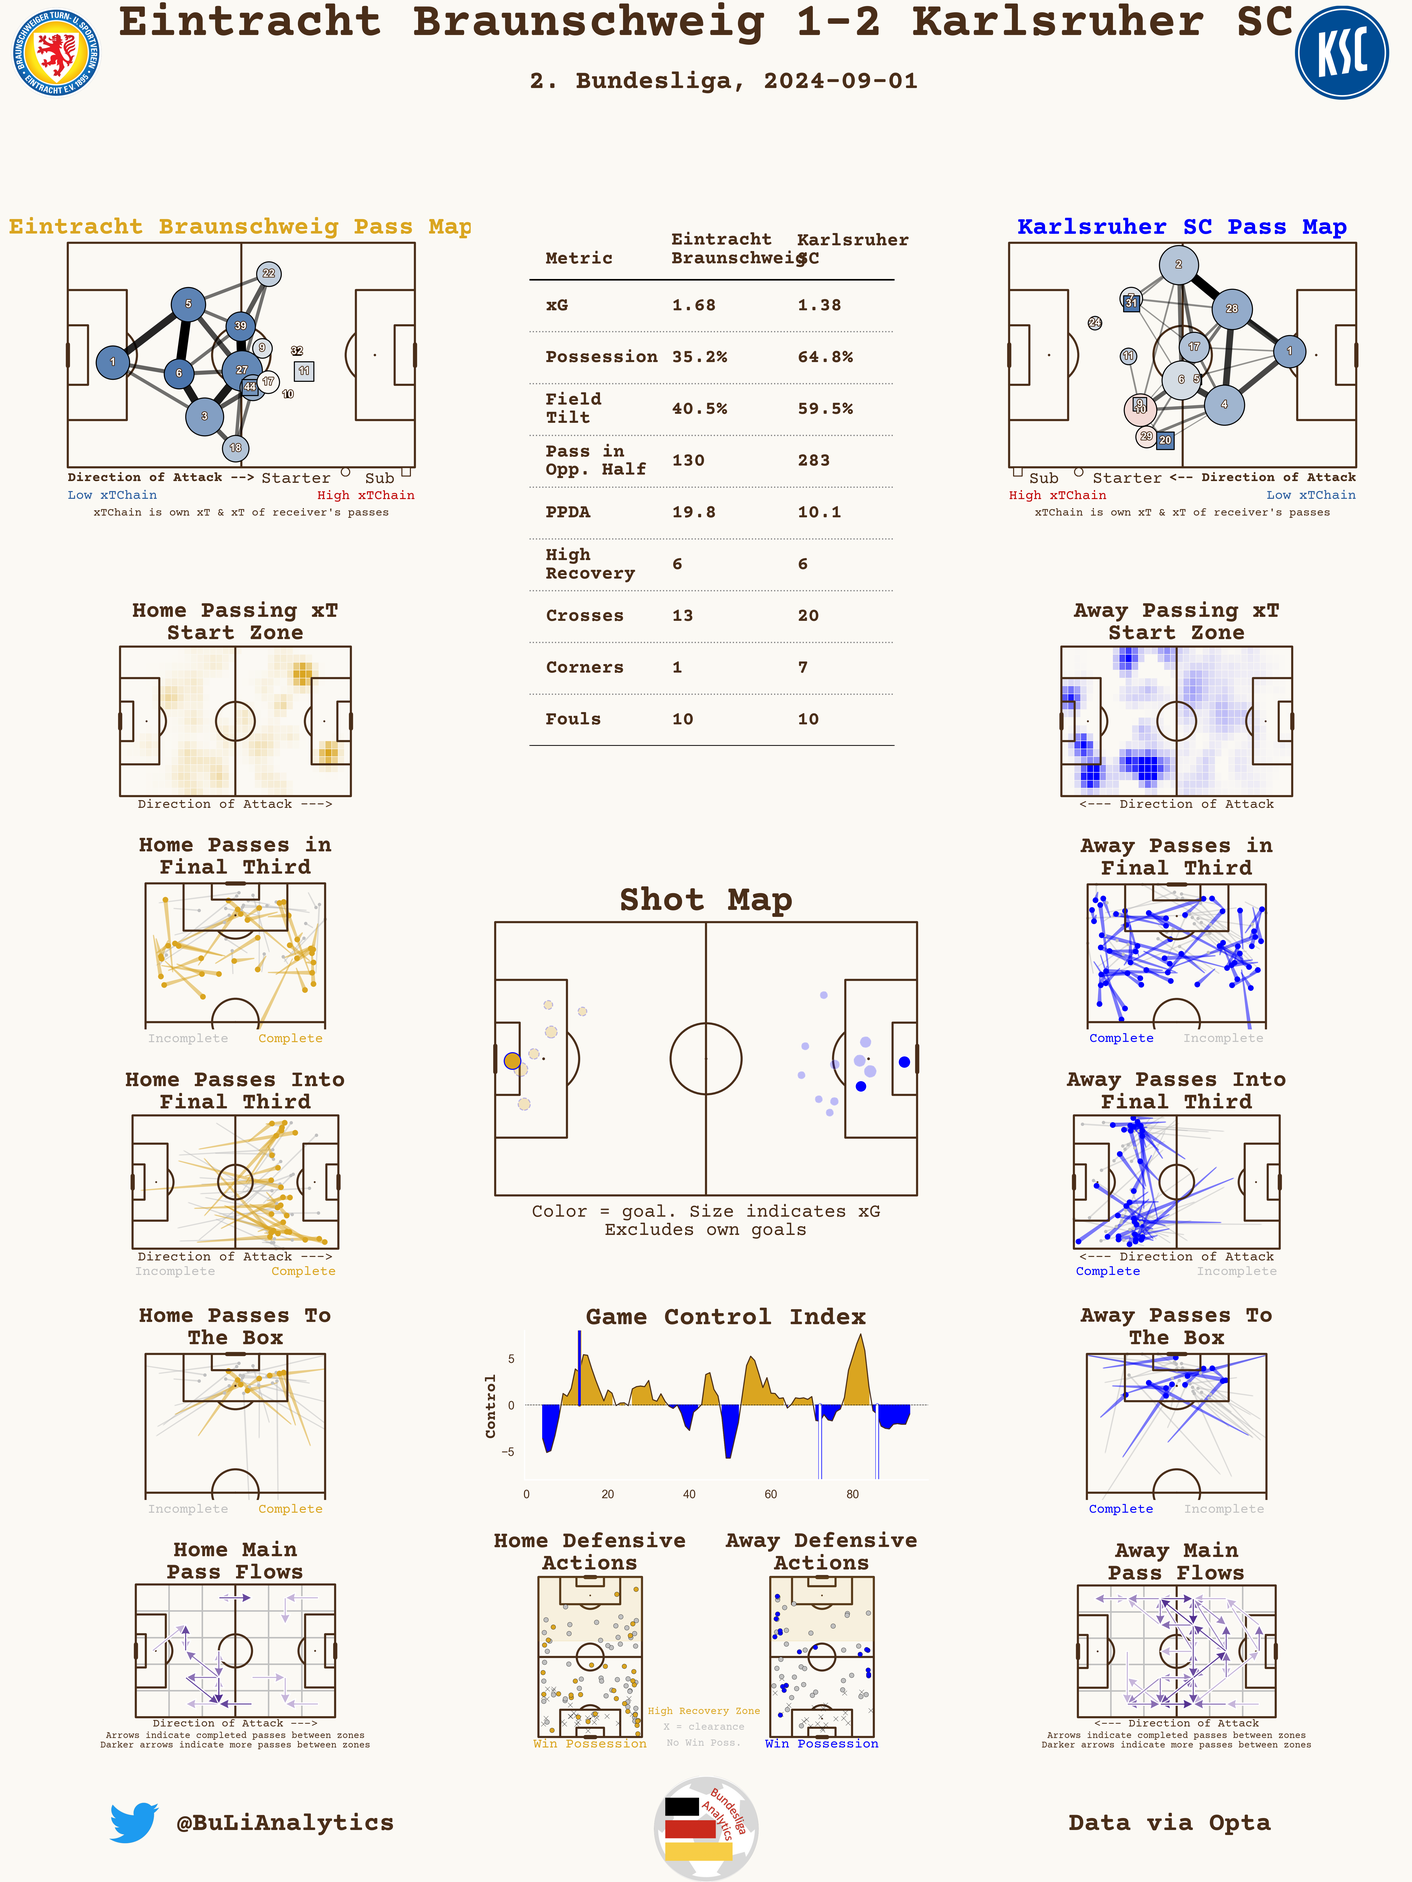 Eintracht Braunschweig 1-2 Karlsruher SC
2. Bundesliga, 2024-09-01
BRAUNSCHWEIGER TURN- U. SPORTVEREIN
EINTRACHT E.V. 1895
KSC
Eintracht Braunschweig Pass Map
22
5
39
9
32
1
6
27
11
44
17
10
3
18
Direction of Attack --> Starter Sub
Low xTChain High xTChain
xTChain is own xT & xT of receiver's passes
Metric Eintracht Braunschweig Karlsruher SC
xG 1.68 1.38
Possession 35.2% 64.8%
Field Tilt 40.5% 59.5%
Pass in Opp. Half 130 283
PPDA 19.8 10.1
High Recovery 6 6
Crosses 13 20
Corners 1 7
Fouls 10 10
Karlsruher SC Pass Map
2
7
31
28
24
17
11
1
6
5
9
10
4
29
20
Sub Starter <-- Direction of Attack
High xTChain Low xTChain
xTChain is own xT & xT of receiver's passes
Home Passing xT
Start Zone
Direction of Attack --->
Away Passing xT
Start Zone
<--- Direction of Attack
Home Passes in
Final Third
Incomplete Complete
Away Passes in
Final Third
Complete Incomplete
Shot Map
Color = goal. Size indicates xG
Excludes own goals
Home Passes Into
Final Third
Direction of Attack --->
Incomplete Complete
Away Passes Into
Final Third
<--- Direction of Attack
Complete Incomplete
Home Passes To
The Box
Incomplete Complete
Game Control Index
Control
5
0
−5
0 20 40 60 80
Away Passes To
The Box
Complete Incomplete
Home Main
Pass Flows
Direction of Attack --->
Arrows indicate completed passes between zones
Darker arrows indicate more passes between zones
Home Defensive
Actions
Win Possession
High Recovery Zone
X = clearance
No Win Poss.
Away Defensive
Actions
Win Possession
Away Main
Pass Flows
<--- Direction of Attack
Arrows indicate completed passes between zones
Darker arrows indicate more passes between zones
@BuLiAnalytics
Bundesliga
Analytics
Data via Opta